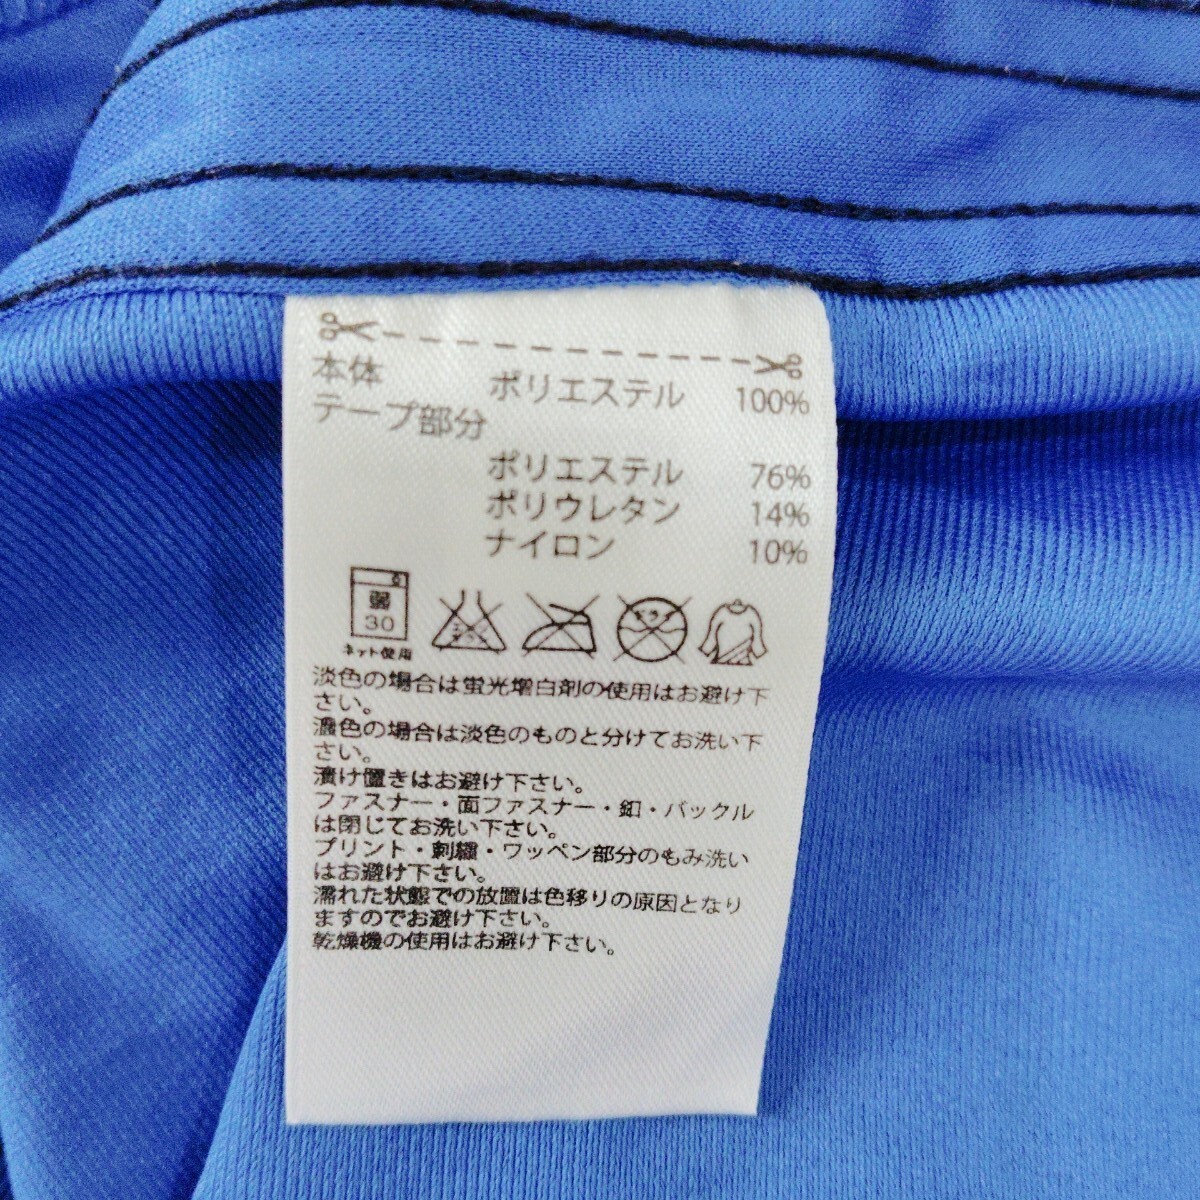 本体 ポリエステル 100%
テープ部分
ポリエステル 76%
ポリウレタン 14%
ナイロン 10%
弱
30
ネット使用
ドライ
淡色の場合は蛍光増白剤の使用はお避け下
さい。
濃色の場合は淡色のものと分けてお洗い下
さい。
漬け置きはお避け下さい。
ファスナー・面ファスナー・釦・バックル
は閉じてお洗い下さい。
プリント・刺繍・ワッペン部分のもみ洗い
はお避け下さい。
濡れた状態での放置は色移りの原因となり
ますのでお避け下さい。
乾燥機の使用はお避け下さい。